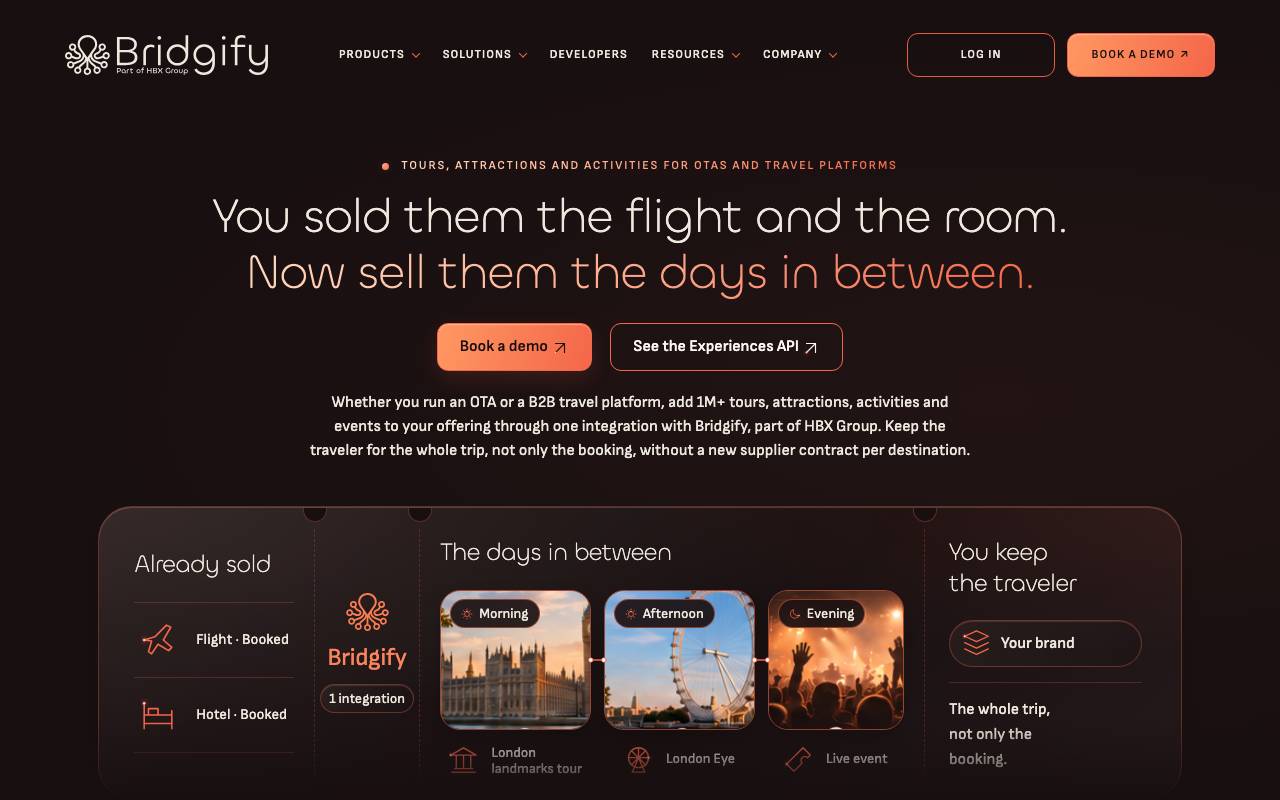 Bridgify
Part of HBX Group
PRODUCTS
SOLUTIONS
DEVELOPERS
RESOURCES
COMPANY
LOG IN
BOOK A DEMO
TOURS, ATTRACTIONS AND ACTIVITIES FOR OTAS AND TRAVEL PLATFORMS
You sold them the flight and the room.
Now sell them the days in between.
Book a demo
See the Experiences API
Whether you run an OTA or a B2B travel platform, add 1M+ tours, attractions, activities and
events to your offering through one integration with Bridgify, part of HBX Group. Keep the
traveler for the whole trip, not only the booking, without a new supplier contract per destination.
Already sold
Flight · Booked
Hotel · Booked
Bridgify
1 integration
The days in between
Morning
Afternoon
Evening
London
landmarks tour
London Eye
Live event
You keep
the traveler
Your brand
The whole trip,
not only the
booking.